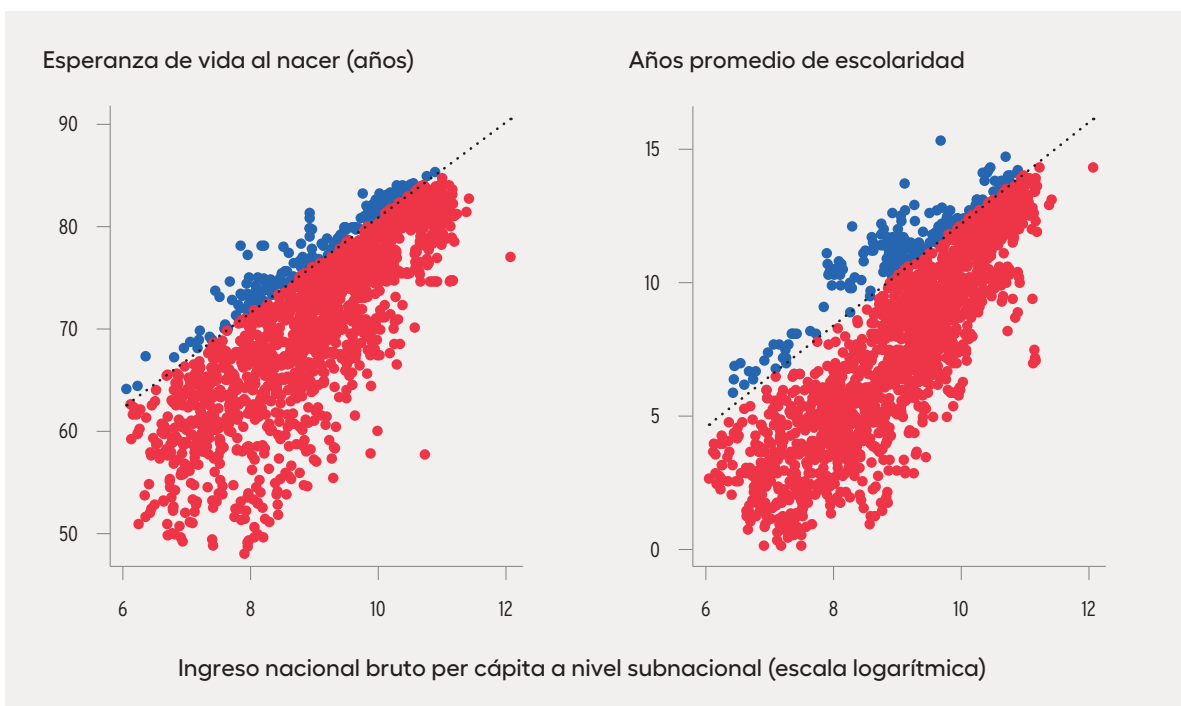 Esperanza de vida al nacer (años)
90
80
70
60
50
6 8 10 12
Años promedio de escolaridad
15
10
5
0
6 8 10 12
Ingreso nacional bruto per cápita a nivel subnacional (escala logarítmica)